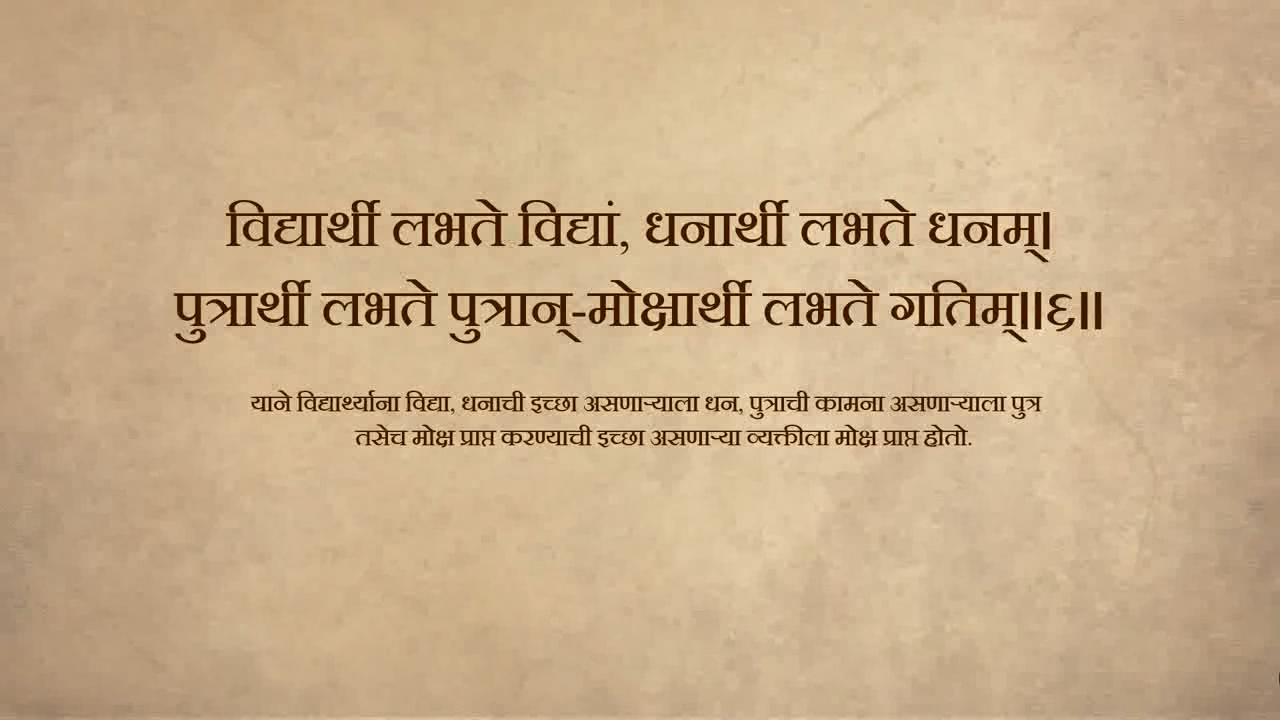 विद्यार्थी लभते विद्यां, धनार्थी लभते धनम्।
पुत्रार्थी लभते पुत्रान्-मोक्षार्थी लभते गतिम्॥६॥
याने विद्यार्थ्याना विद्या, धनाची इच्छा असणाऱ्याला धन, पुत्राची कामना असणाऱ्याला पुत्र
तसेच मोक्ष प्राप्त करण्याची इच्छा असणाऱ्या व्यक्तीला मोक्ष प्राप्त होतो.